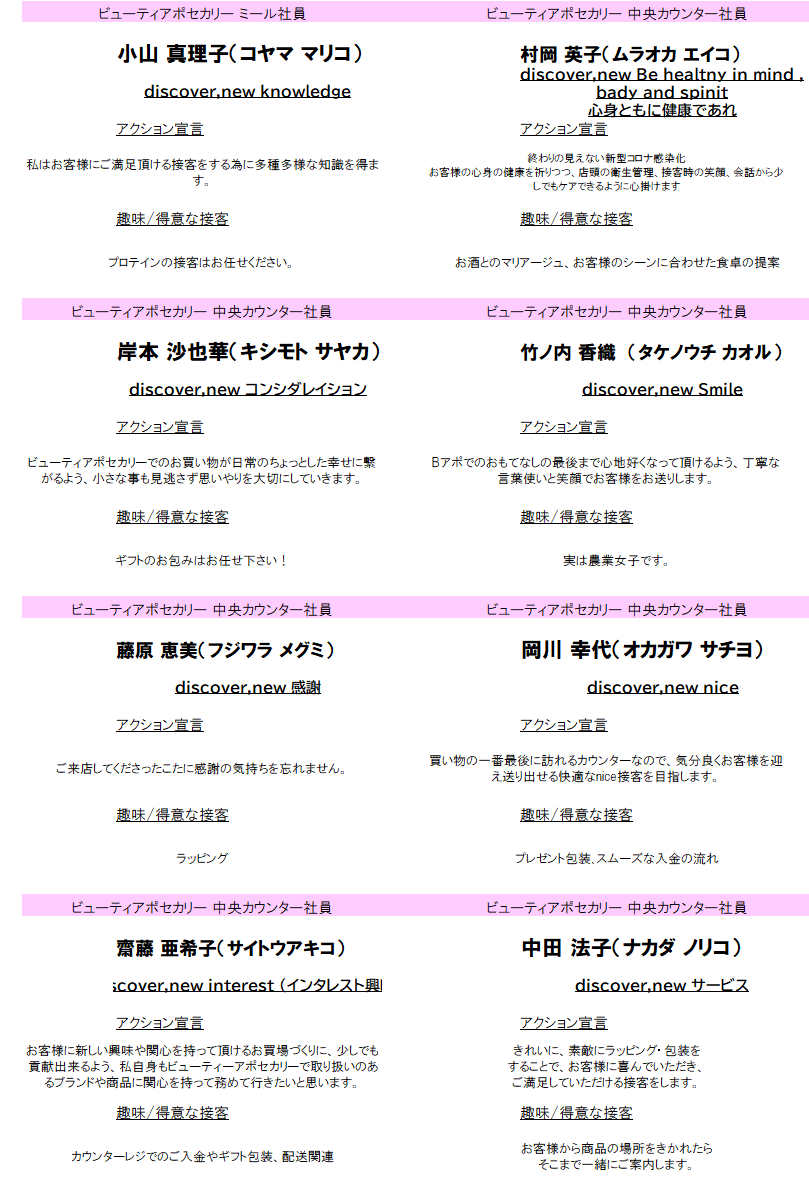 ビューティアポセカリー ミール社員
小山 真理子(コヤマ マリコ)
discover,new knowledge
アクション宣言
私はお客様にご満足頂ける接客をする為に多種多様な知識を得ま
す。
趣味/得意な接客
プロテインの接客はお任せください。
ビューティアポセカリー 中央カウンター社員
村岡 英子(ムラオカ エイコ)
discover,new Be healtny in mind ,
bady and spinit
心身ともに健康であれ
アクション宣言
終わりの見えない新型コロナ感染化
お客様の心身の健康を祈りつつ、店頭の衛生管理、接客時の笑顔、会話から少
しでもケアできるように心掛けます
趣味/得意な接客
お酒とのマリアージュ、お客様のシーンに合わせた食卓の提案
ビューティアポセカリー 中央カウンター社員
岸本 沙也華(キシモト サヤカ)
discover,new コンシダレイション
アクション宣言
ビューティアポセカリーでのお買い物が日常のちょっとした幸せに繋
がるよう、小さな事も見逃さず思いやりを大切にしていきます。
趣味/得意な接客
ギフトのお包みはお任せ下さい！
ビューティアポセカリー 中央カウンター社員
竹ノ内 香織 (タケノウチ カオル)
discover,new Smile
アクション宣言
Bアポでのおもてなしの最後まで心地好くなって頂けるよう、丁寧な
言葉使いと笑顔でお客様をお送りします。
趣味/得意な接客
実は農業女子です。
ビューティアポセカリー 中央カウンター社員
藤原 恵美(フジワラ メグミ)
discover,new 感謝
アクション宣言
ご来店してくださったこたに感謝の気持ちを忘れません。
趣味/得意な接客
ラッピング
ビューティアポセカリー 中央カウンター社員
岡川 幸代(オカガワ サチヨ)
discover,new nice
アクション宣言
買い物の一番最後に訪れるカウンターなので、気分良くお客様を迎
え送り出せる快適なnice接客を目指します。
趣味/得意な接客
プレゼント包装、スムーズな入金の流れ
ビューティアポセカリー 中央カウンター社員
齋藤 亜希子(サイトウアキコ)
scover,new interest (インタレスト興
アクション宣言
お客様に新しい興味や関心を持って頂けるお買場づくりに、少しでも
貢献出来るよう、私自身もビューティーアポセカリーで取り扱いのあ
るブランドや商品に関心を持って務めて行きたいと思います。
趣味/得意な接客
カウンターレジでのご入金やギフト包装、配送関連
ビューティアポセカリー 中央カウンター社員
中田 法子(ナカダ ノリコ)
discover,new サービス
アクション宣言
きれいに、素敵にラッピング・包装を
することで、お客様に喜んでいただき、
ご満足していただける接客をします。
趣味/得意な接客
お客様から商品の場所をきかれたら
そこまで一緒にご案内します。